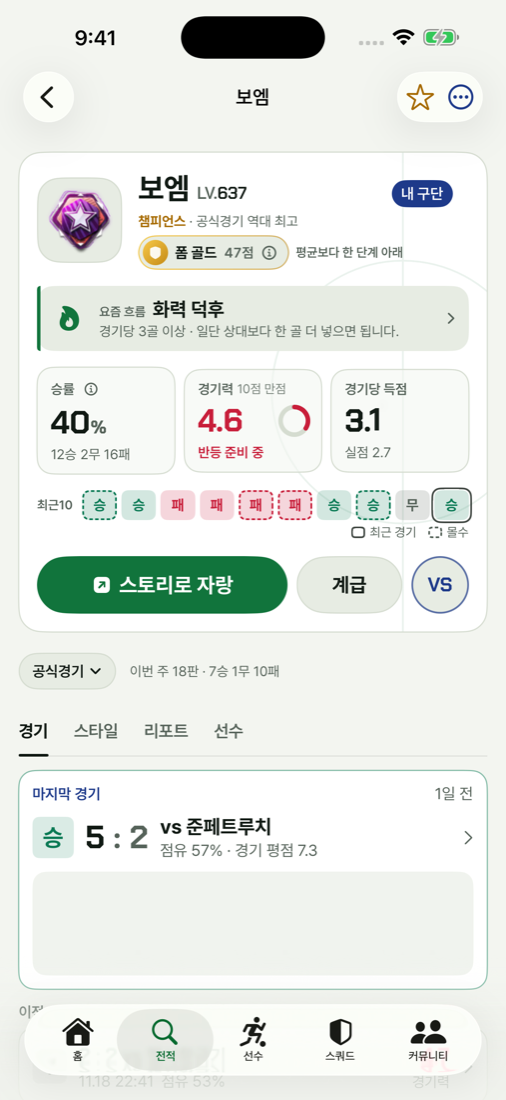 9:41
보엠
보엠 LV.637
내 구단
챔피언스 · 공식경기 역대 최고
폼 골드 47점 평균보다 한 단계 아래
요즘 흐름 화력 덕후
경기당 3골 이상 · 일단 상대보다 한 골 더 넣으면 됩니다.
승률
40%
12승 2무 16패
경기력 10점 만점
4.6
반등 준비 중
경기당 득점
3.1
실점 2.7
최근10 승 승 패 패 패 패 승 승 무 승
최근 경기 몰수
스토리로 자랑
계급
VS
공식경기
이번 주 18판 · 7승 1무 10패
경기 스타일 리포트 선수
마지막 경기
1일 전
승 5 : 2 vs 준페트루치
점유 57% · 경기 평점 7.3
홈 전적 선수 스쿼드 커뮤니티
11.18 22:41 점유 53%
경기력